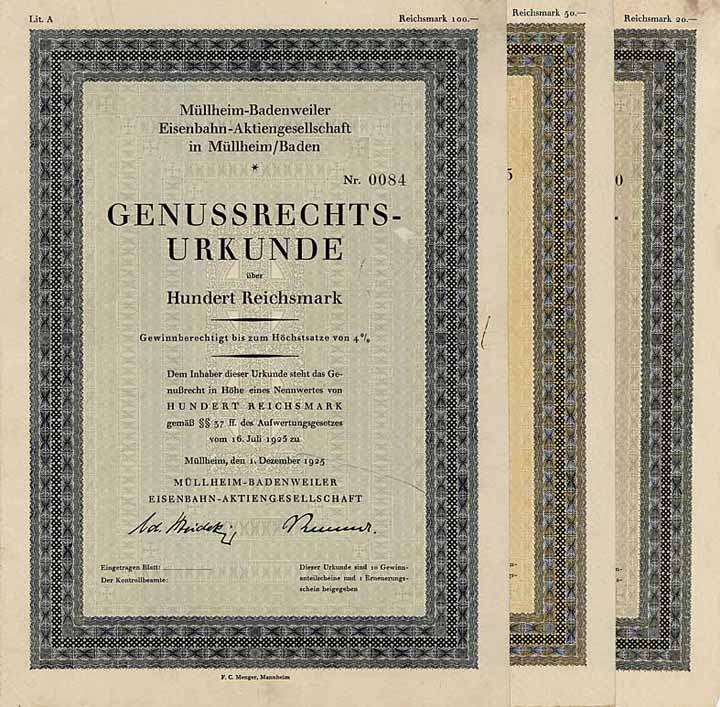 Lit. A
Reichsmark 100.—
Müllheim-Badenweiler
Eisenbahn-Aktiengesellschaft
in Müllheim/Baden
*
Nr. 0084
GENUSSRECHTS-
URKUNDE
über
Hundert Reichsmark
Gewinnberechtigt bis zum Höchstsatze von 4%
Dem Inhaber dieser Urkunde steht das Ge-
nußrecht in Höhe eines Nennwertes von
HUNDERT REICHSMARK
gemäß §§ 37 ff. des Aufwertungsgesetzes
vom 16. Juli 1925 zu
Müllheim, den 1. Dezember 1925
MÜLLHEIM-BADENWEILER
EISENBAHN-AKTIENGESELLSCHAFT
Eingetragen Blatt:
Der Kontrollbeamte:
Dieser Urkunde sind 10 Gewinn-
anteilscheine und 1 Erneuerungs-
schein beigegeben
F. C. Menger, Mannheim
Reichsmark 50.—
5
Reichsmark 20.—
0